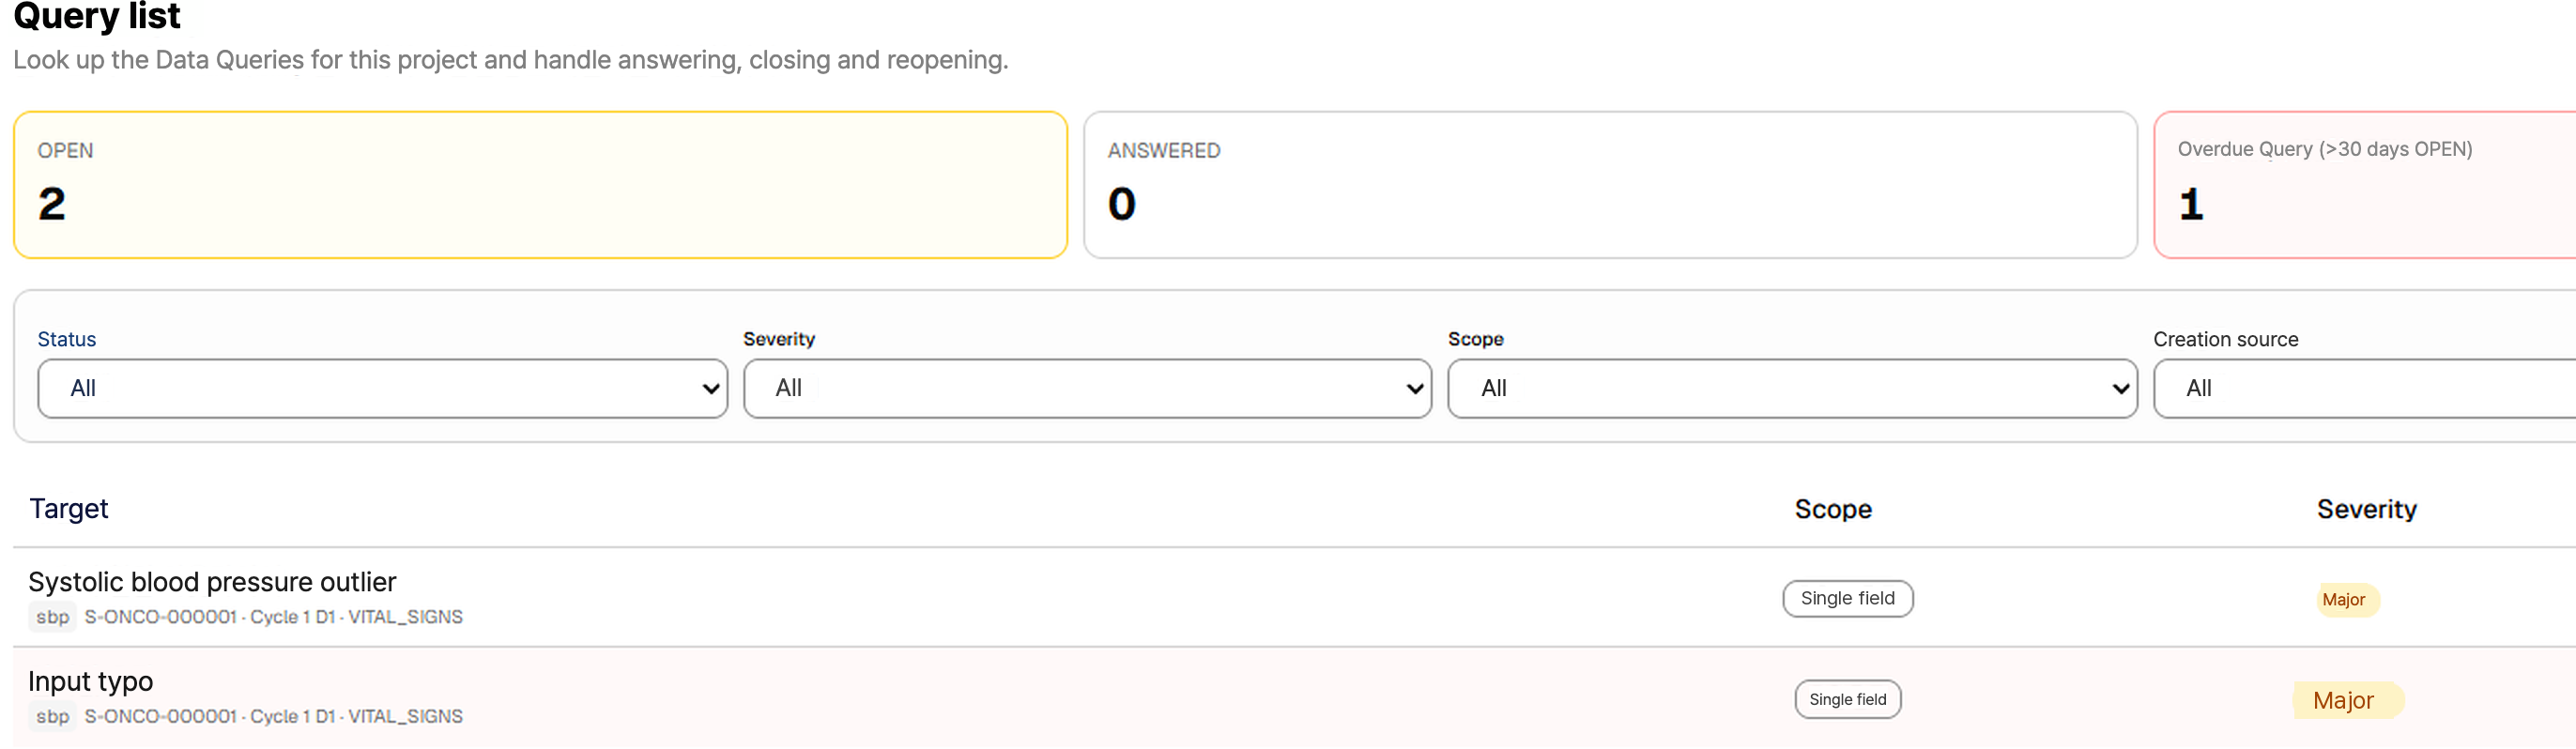 Query list
Look up the Data Queries for this project and handle answering, closing and reopening.
OPEN
2
ANSWERED
0
Overdue Query (>30 days OPEN)
1
Status
All
Severity
All
Scope
All
Creation source
All
Target Scope Severity
Systolic blood pressure outlier
sbp S-ONCO-000001 · Cycle 1 D1 · VITAL_SIGNS
Single field
Major
Input typo
sbp S-ONCO-000001 · Cycle 1 D1 · VITAL_SIGNS
Single field
Major